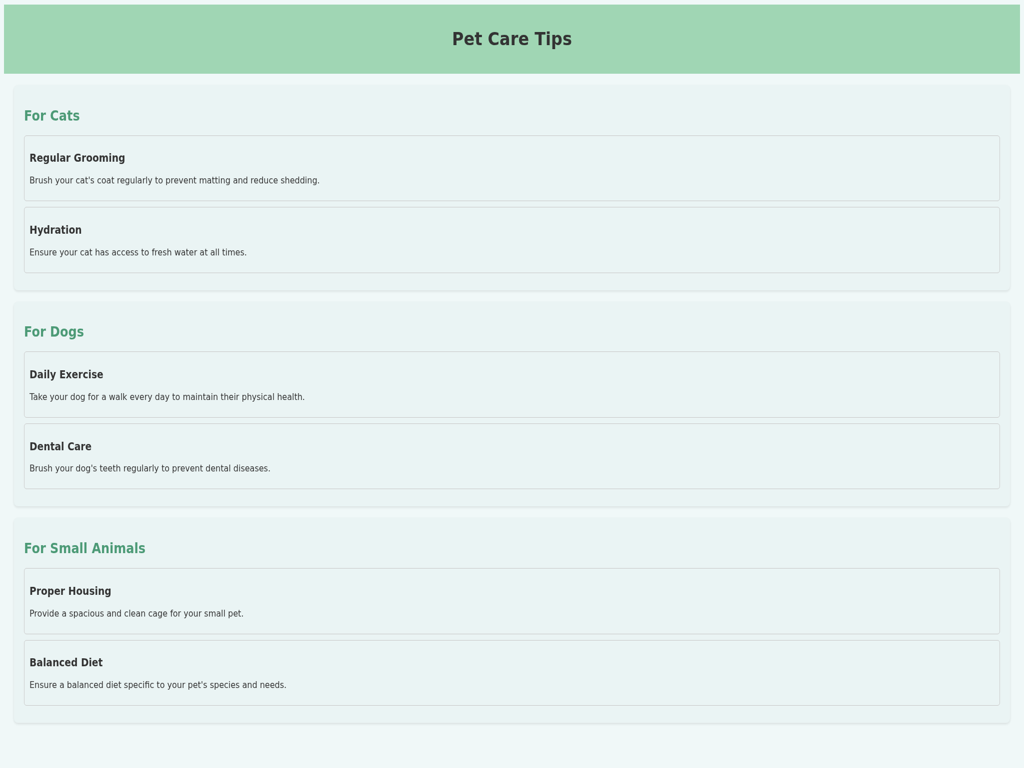 Pet Care Tips
For Cats
Regular Grooming
Brush your cat's coat regularly to prevent matting and reduce shedding.
Hydration
Ensure your cat has access to fresh water at all times.
For Dogs
Daily Exercise
Take your dog for a walk every day to maintain their physical health.
Dental Care
Brush your dog's teeth regularly to prevent dental diseases.
For Small Animals
Proper Housing
Provide a spacious and clean cage for your small pet.
Balanced Diet
Ensure a balanced diet specific to your pet's species and needs.